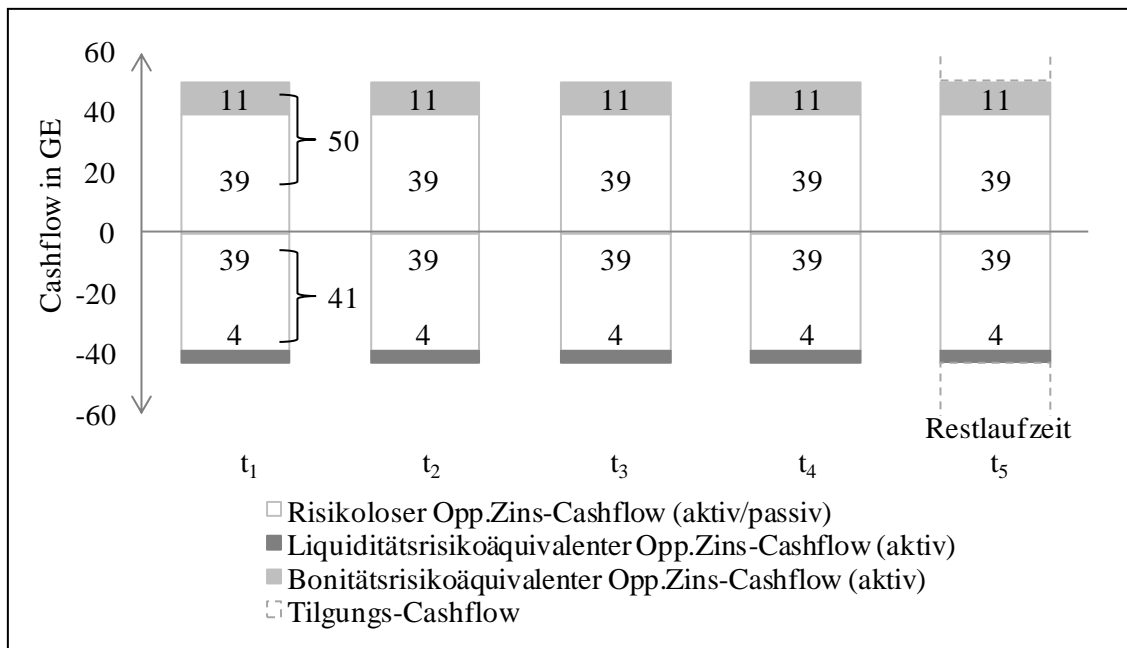 Cashflow in GE
60
40
20
0
-20
-40
-60
11 11 11 11 11
50
39 39 39 39 39
39 39 39 39 39
41
4 4 4 4 4
Restlaufzeit
t₁ t₂ t₃ t₄ t₅
Risikoloser Opp.Zins-Cashflow (aktiv/passiv)
Liquiditätsrisikoäquivalenter Opp.Zins-Cashflow (aktiv)
Bonitätsrisikoäquivalenter Opp.Zins-Cashflow (aktiv)
Tilgungs-Cashflow